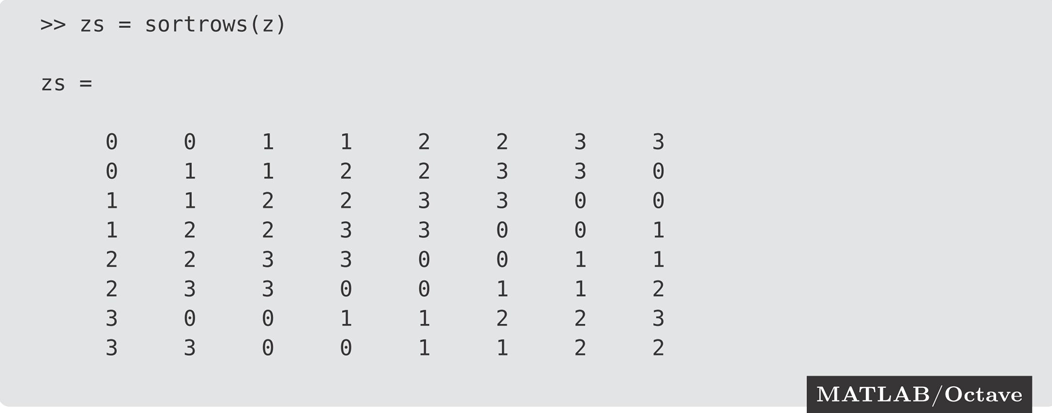 >> zs = sortrows(z)
zs =
0 0 1 1 2 2 3 3
0 1 1 2 2 3 3 0
1 1 2 2 3 3 0 0
1 2 2 3 3 0 0 1
2 2 3 3 0 0 1 1
2 3 3 0 0 1 1 2
3 0 0 1 1 2 2 3
3 3 0 0 1 1 2 2
MATLAB/Octave